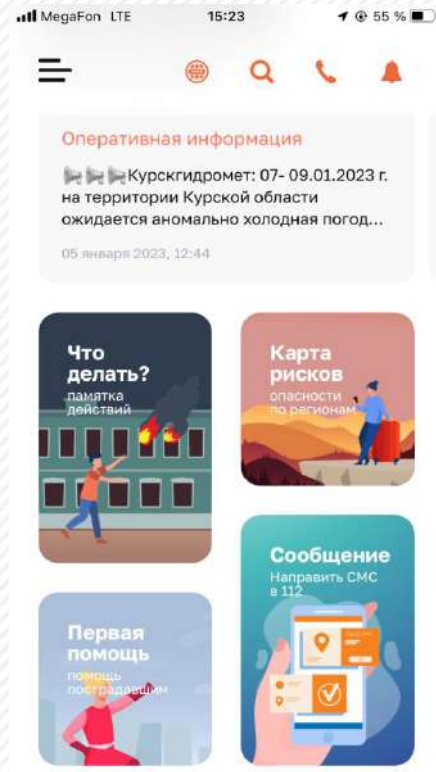 MegaFon LTE 15:23 55 %
Оперативная информация
Курскгидромет: 07- 09.01.2023 г.
на территории Курской области
ожидается аномально холодная погод...
05 января 2023, 12:44
Что
делать?
памятка
действий
Карта
рисков
опасности
по регионам
Сообщение
Направить СМС
в 112
Первая
помощь
помощь
пострадавшим